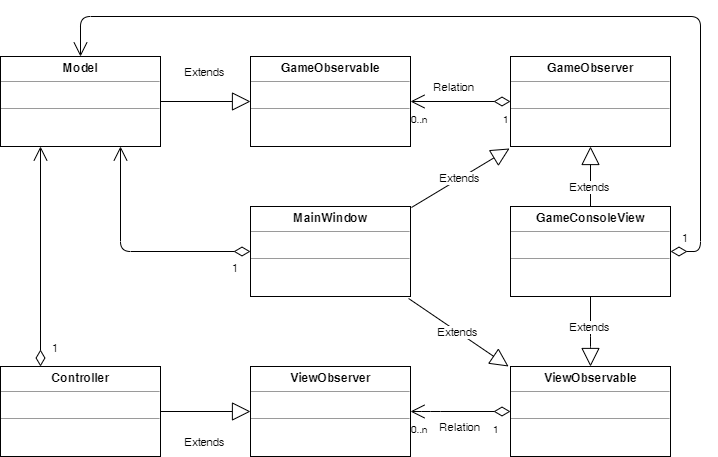 Model
GameObservable
GameObserver
Extends
Relation
0..n
1
Extends
Extends
MainWindow
GameConsoleView
1
1
Extends
Extends
1
Controller
ViewObserver
ViewObservable
Extends
0..n
Relation
1